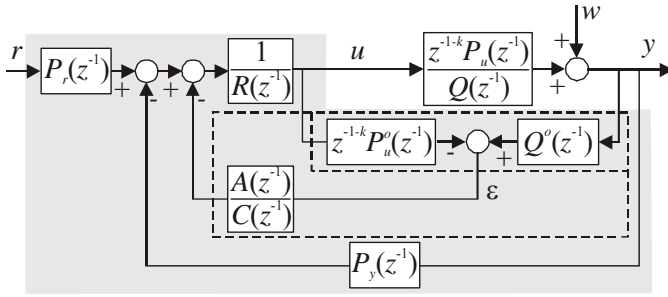 w
r u y
P_r(z^{-1}) + - + - 1/R(z^{-1}) z^{-1-k}P_u(z^{-1})/Q(z^{-1}) + +
z^{-1-k}P_u^o(z^{-1}) - + Q^o(z^{-1})
A(z^{-1})/C(z^{-1}) ε
P_y(z^{-1})